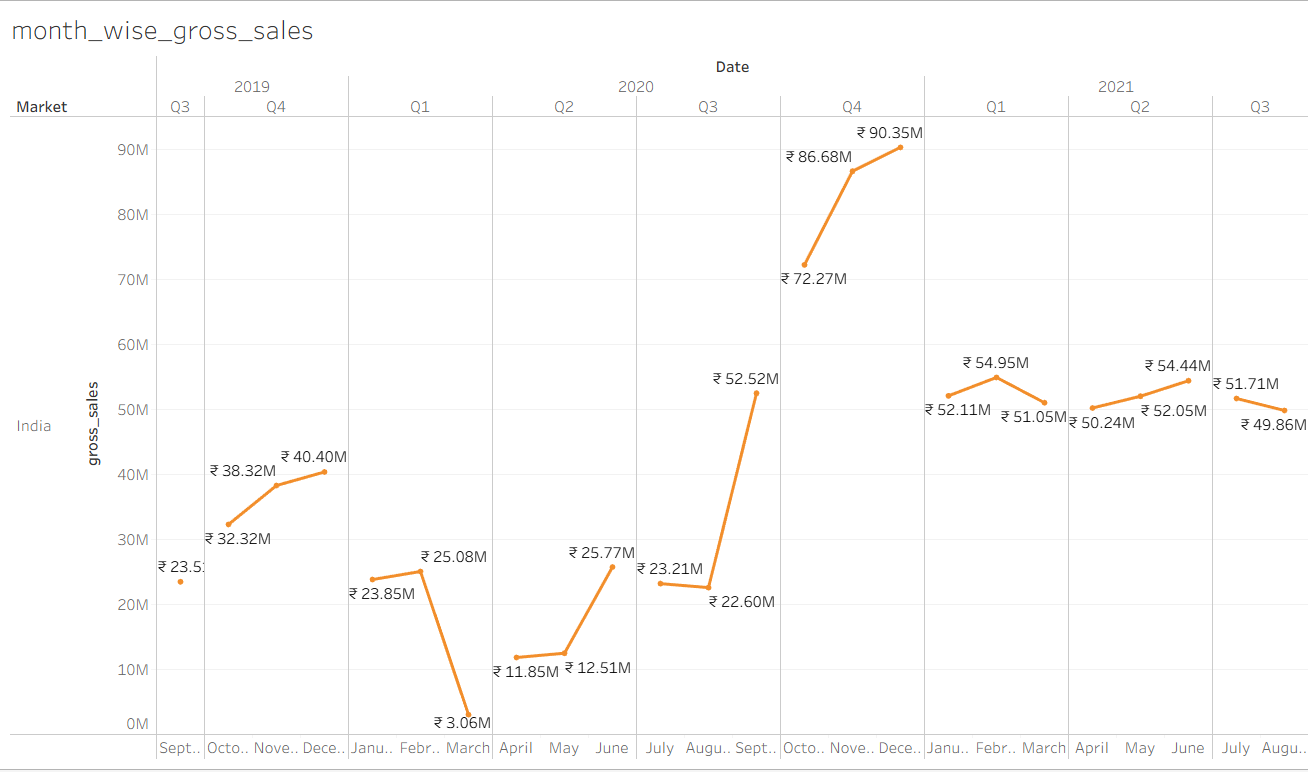 month_wise_gross_sales
Date
2019 2020 2021
Market Q3 Q4 Q1 Q2 Q3 Q4 Q1 Q2 Q3
₹ 90.35M
90M
₹ 86.68M
80M
70M
₹ 72.27M
60M
₹ 54.95M
₹ 54.44M
₹ 52.52M
₹ 51.71M
50M
₹ 52.11M
₹ 51.05M
₹ 50.24M
₹ 52.05M
₹ 49.86M
India
gross_sales
40M
₹ 40.40M
₹ 38.32M
30M
₹ 32.32M
₹ 23.5
₹ 25.08M
₹ 25.77M
₹ 23.21M
₹ 23.85M
₹ 22.60M
20M
10M
₹ 11.85M
₹ 12.51M
0M
₹ 3.06M
Sept.. Octo.. Nove.. Dece.. Janu.. Febr.. March April May June July Augu.. Sept.. Octo.. Nove.. Dece.. Janu.. Febr.. March April May June July Augu..